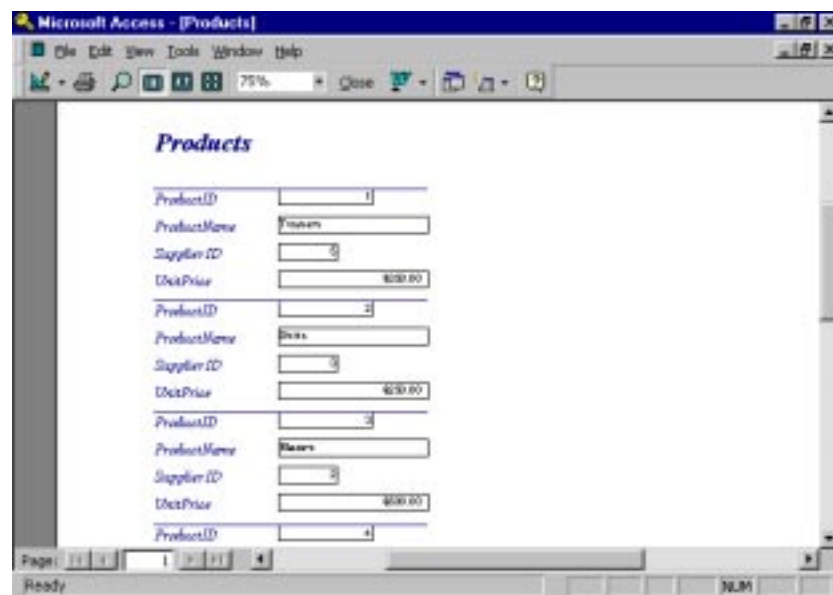 Microsoft Access - [Products]
File Edit View Tools Window Help
75% Close
Products
ProductID 1
ProductName Trousers
Supplier ID
UnitPrice
ProductID 2
ProductName
Supplier ID
UnitPrice
ProductID 3
ProductName
Supplier ID
UnitPrice
ProductID 4
Page: 1
Ready NUM